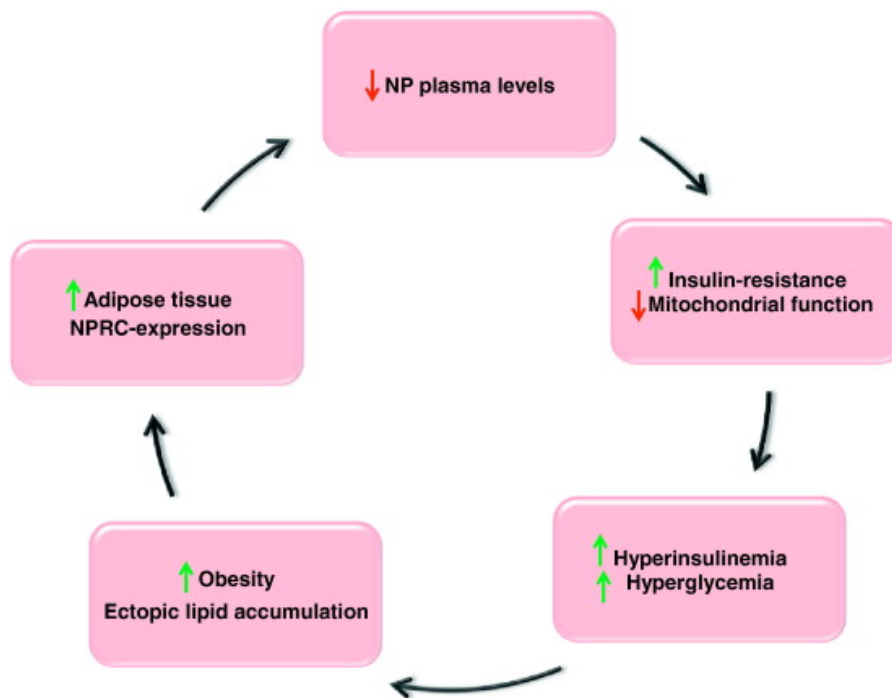 ↓ NP plasma levels
↑ Insulin-resistance
↓ Mitochondrial function
↑ Hyperinsulinemia
↑ Hyperglycemia
↑ Obesity
Ectopic lipid accumulation
↑ Adipose tissue
NPRC-expression